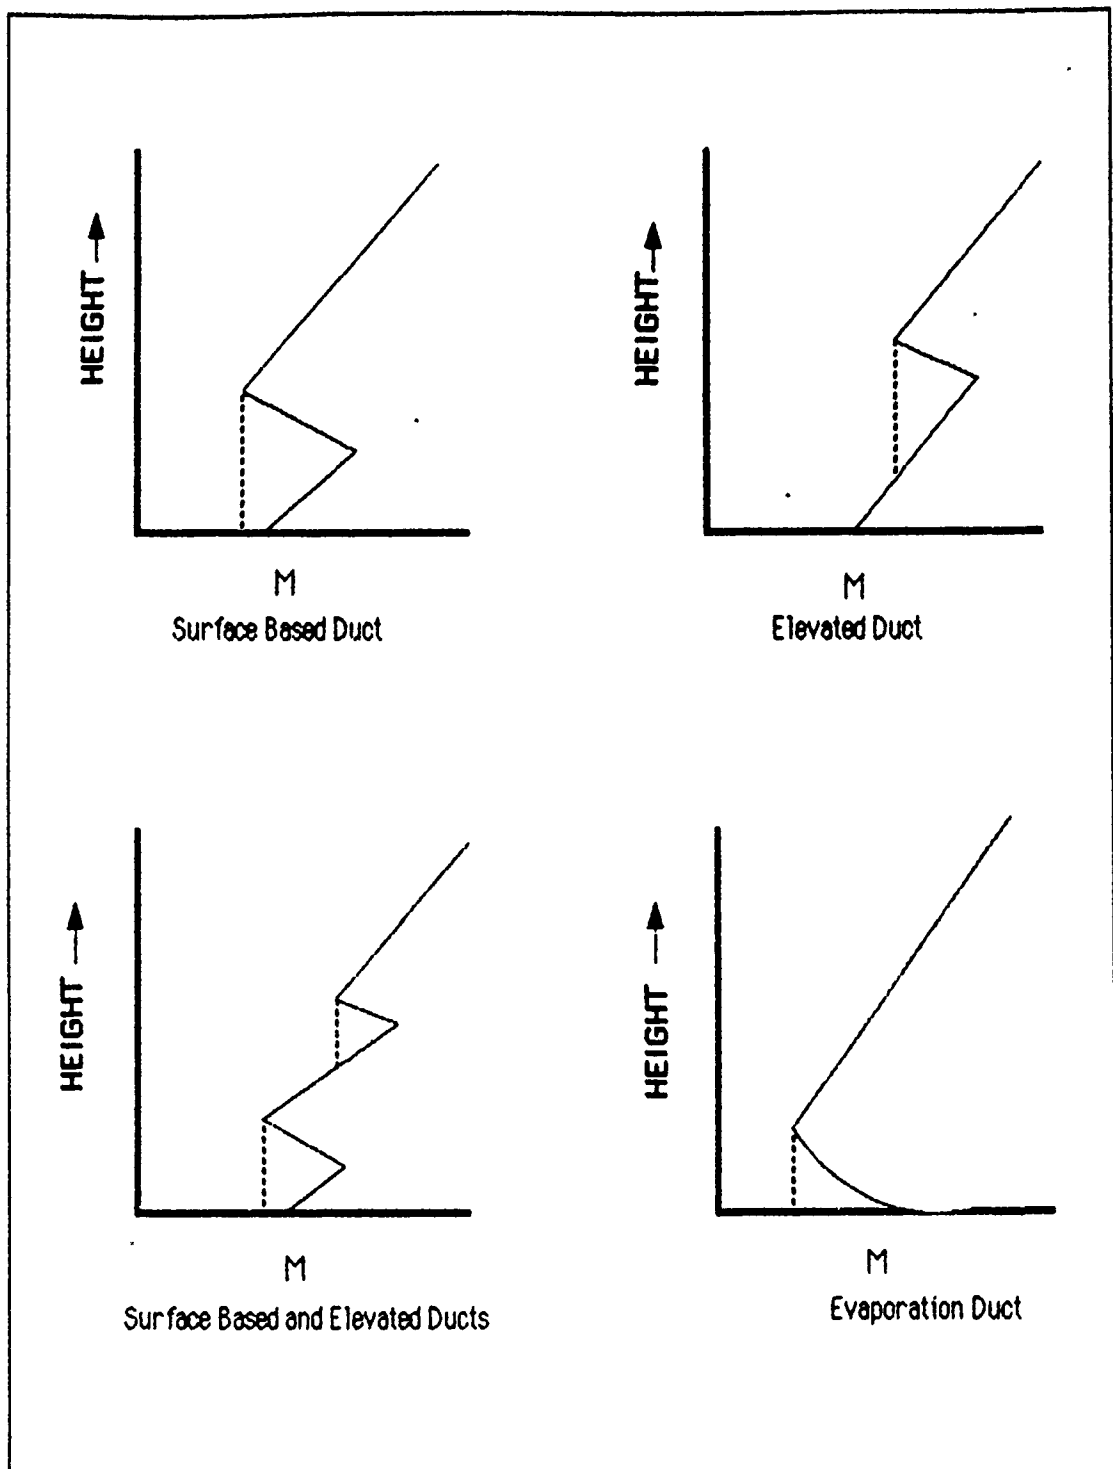 HEIGHT →
M
Surface Based Duct
HEIGHT →
M
Elevated Duct
HEIGHT →
M
Surface Based and Elevated Ducts
HEIGHT →
M
Evaporation Duct